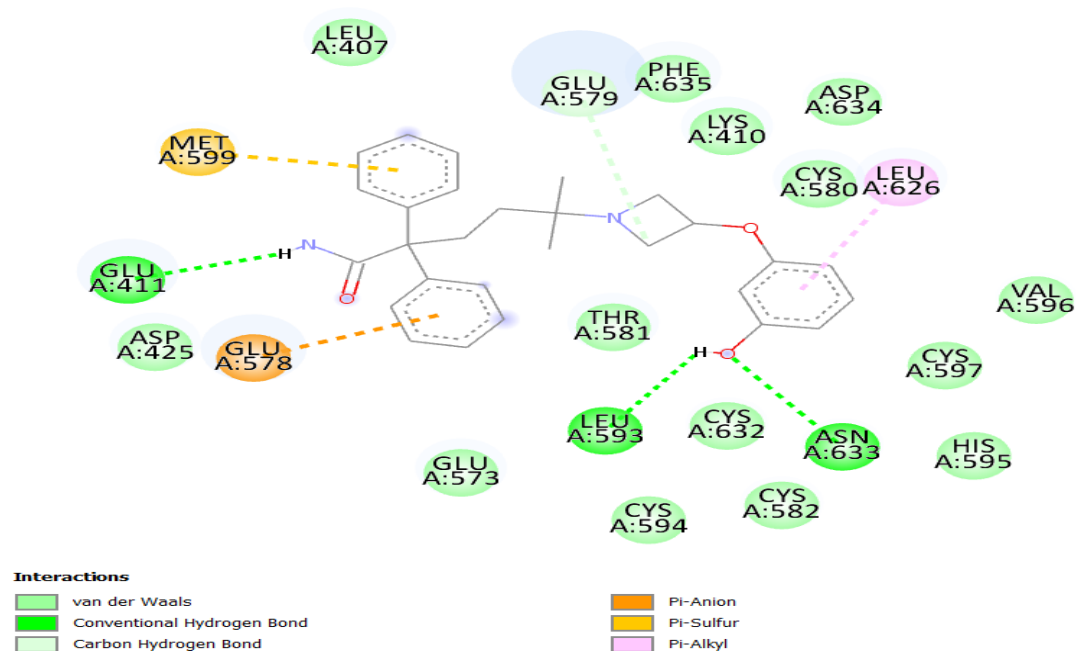 LEU
A:407
GLU
A:579
PHE
A:635
ASP
A:634
LYS
A:410
MET
A:599
CYS
A:580
LEU
A:626
N
O
H
N
GLU
A:411
O
VAL
A:596
THR
A:581
ASP
A:425
GLU
A:578
H
O
CYS
A:597
LEU
A:593
CYS
A:632
ASN
A:633
HIS
A:595
GLU
A:573
CYS
A:594
CYS
A:582
Interactions
van der Waals
Conventional Hydrogen Bond
Carbon Hydrogen Bond
Pi-Anion
Pi-Sulfur
Pi-Alkyl